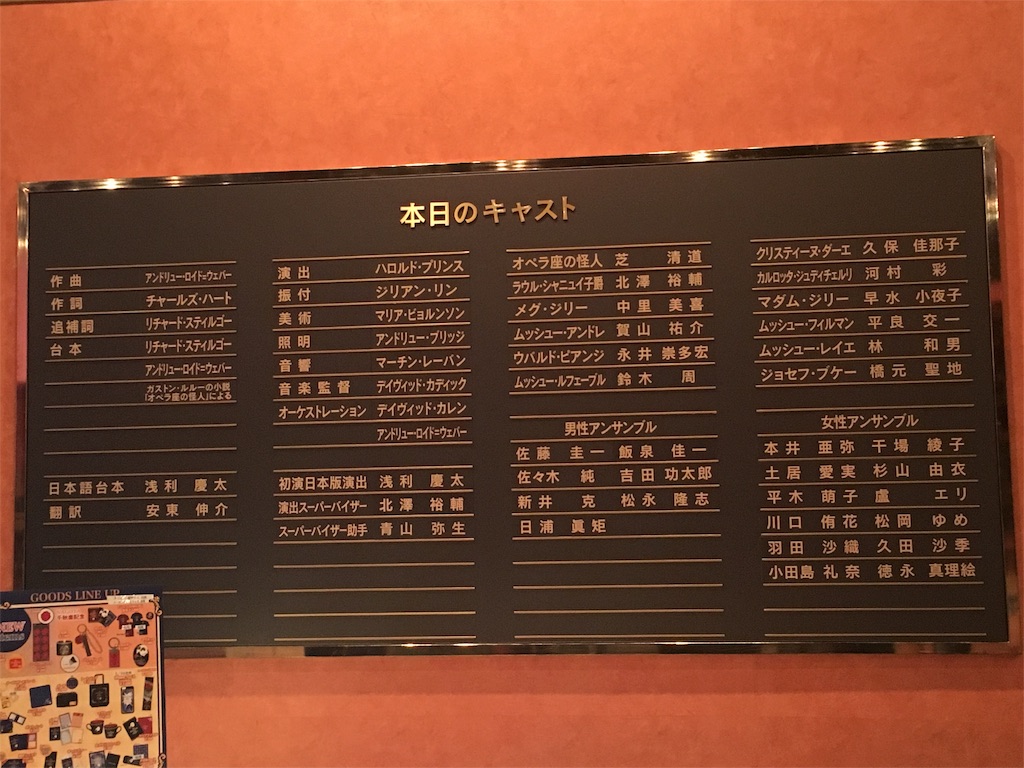 本日のキャスト
作曲 アンドリュー・ロイド=ウェバー
作詞 チャールズ・ハート
追補詞 リチャード・スティルゴー
台本 リチャード・スティルゴー
アンドリュー・ロイド=ウェバー
ガストン・ルルーの小説
「オペラ座の怪人」による
日本語台本 浅利 慶太
翻訳 安東 伸介
演出 ハロルド・プリンス
振付 ジリアン・リン
美術 マリア・ビョルンソン
照明 アンドリュー・ブリッジ
音響 マーチン・レーバン
音楽監督 デイヴィッド・カディック
オーケストレーション デイヴィッド・カレン
アンドリュー・ロイド=ウェバー
初演日本版演出 浅利 慶太
演出スーパーバイザー 北澤 裕輔
スーパーバイザー助手 青山 弥生
オペラ座の怪人 芝 清道
ラウル・シャニュイ子爵 北澤 裕輔
メグ・ジリー 中里 美喜
ムッシュー・アンドレ 賀山 祐介
ウバルド・ピアンジ 永井 崇多宏
ムッシュー・ルフェーブル 鈴木 周
男性アンサンブル
佐藤 圭一 飯泉 佳一
佐々木 純 吉田 功太郎
新井 克 松永 隆志
日浦 眞矩
クリスティーヌ・ダーエ 久保 佳那子
カルロッタ・ジュディチェルリ 河村 彩
マダム・ジリー 早水 小夜子
ムッシュー・フィルマン 平良 交一
ムッシュー・レイエ 林 和男
ジョセフ・ブケー 橋元 聖地
女性アンサンブル
本井 亜弥 干場 綾子
土居 愛実 杉山 由衣
平木 萌子 盧 エリ
川口 侑花 松岡 ゆめ
羽田 沙織 久田 沙季
小田島 礼奈 徳永 真理絵
GOODS LINE UP
NEW